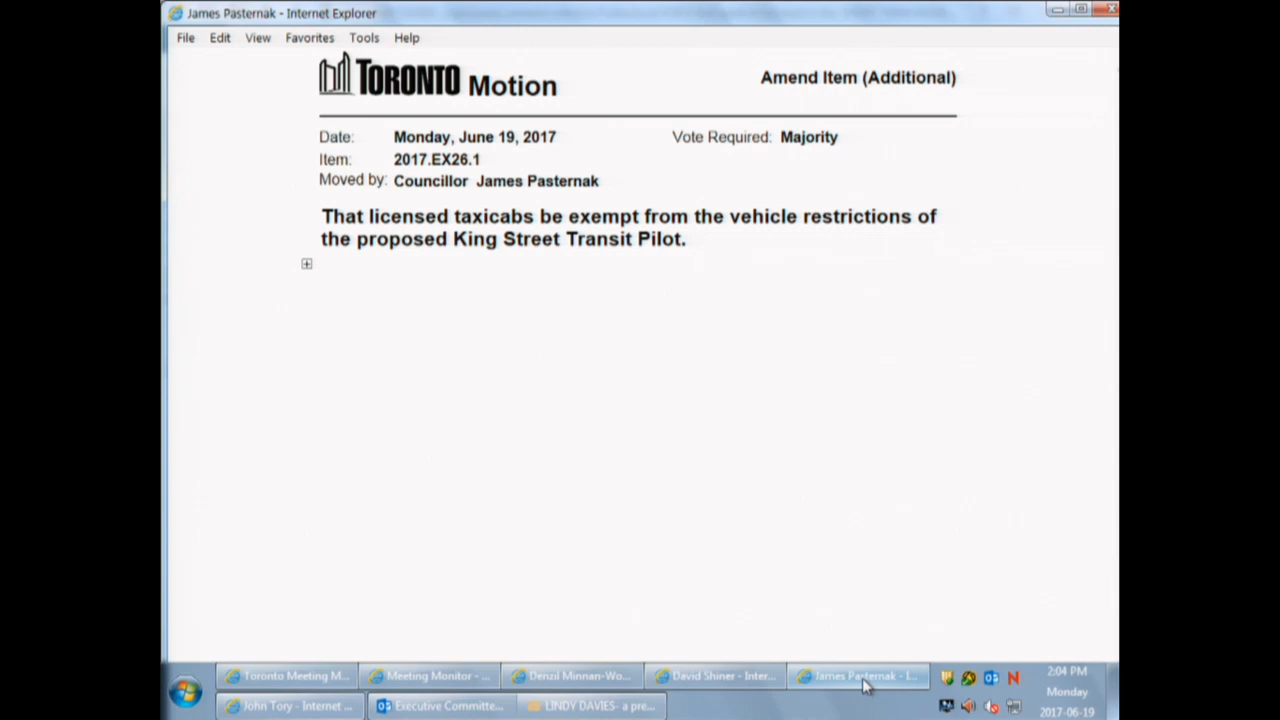 James Pasternak - Internet Explorer
File Edit View Favorites Tools Help
TORONTO Motion
Amend Item (Additional)
Date: Monday, June 19, 2017
Vote Required: Majority
Item: 2017.EX26.1
Moved by: Councillor James Pasternak
That licensed taxicabs be exempt from the vehicle restrictions of
the proposed King Street Transit Pilot.
Toronto Meeting M... Meeting Monitor - ... Denzil Minnan-Wo... David Shiner - Inter... James Pasternak - I...
2:04 PM
Monday
John Tory - Internet ... Executive Committe... LINDY DAVIES- a pre...
2017-06-19